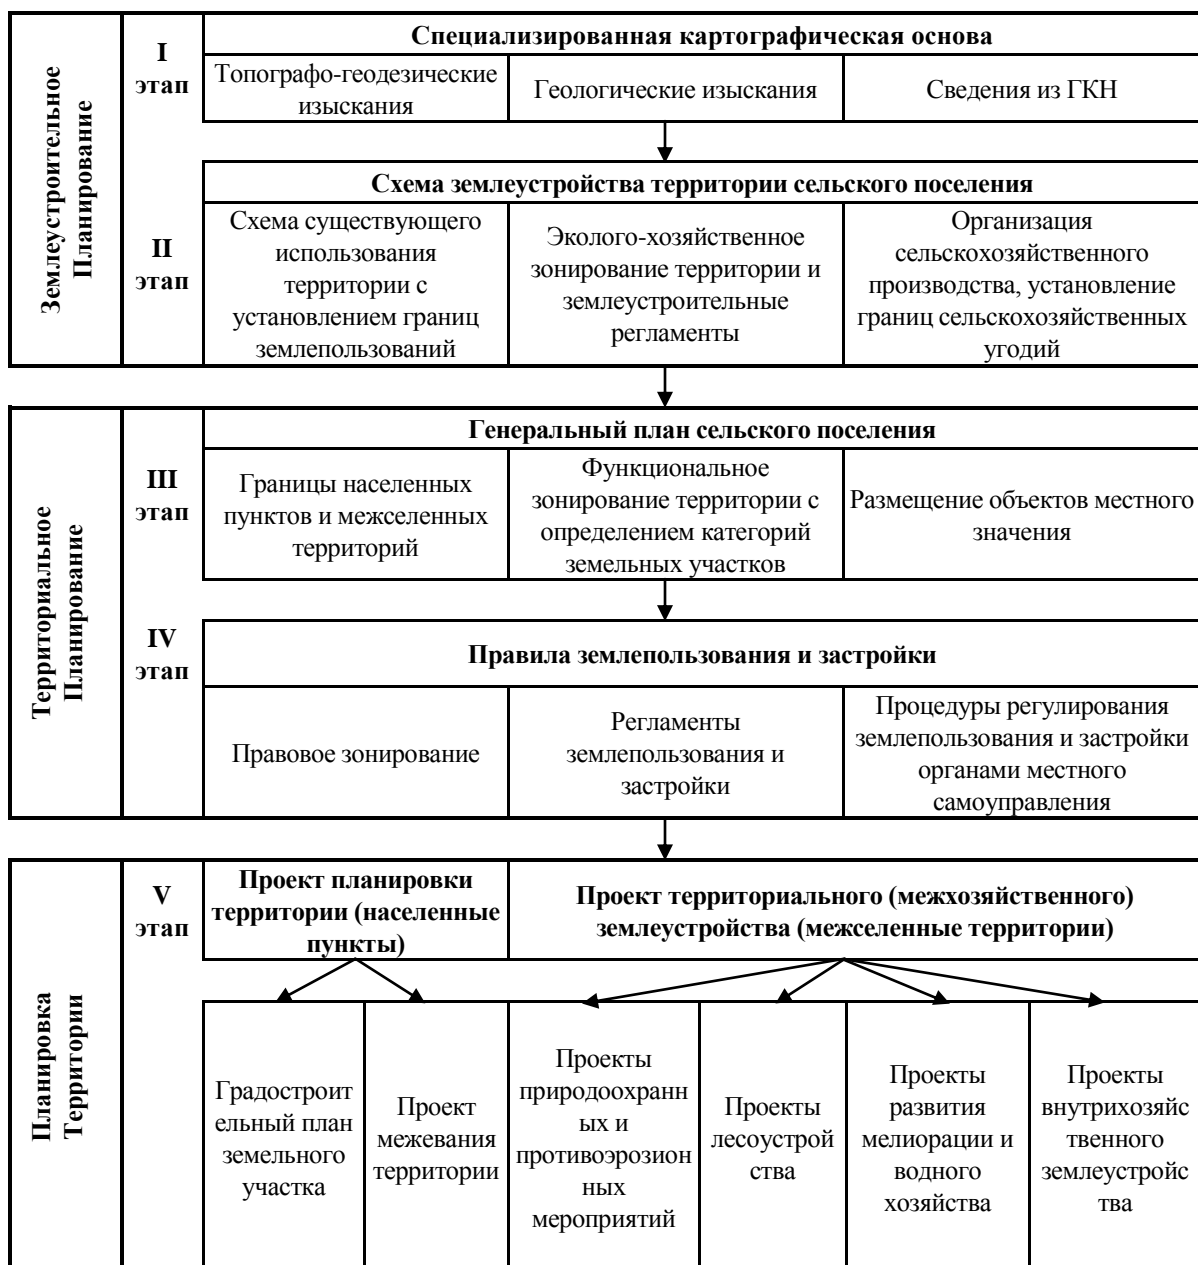 Землеустроительное
Планирование
I
этап
Специализированная картографическая основа
Топографо-геодезические
изыскания
Геологические изыскания
Сведения из ГКН
II
этап
Схема землеустройства территории сельского поселения
Схема существующего
использования
территории с
установлением границ
землепользований
Эколого-хозяйственное
зонирование территории и
землеустроительные
регламенты
Организация
сельскохозяйственного
производства, установление
границ сельскохозяйственных
угодий
Территориальное
Планирование
III
этап
Генеральный план сельского поселения
Границы населенных
пунктов и межселенных
территорий
Функциональное
зонирование территории с
определением категорий
земельных участков
Размещение объектов местного
значения
IV
этап
Правила землепользования и застройки
Правовое зонирование
Регламенты
землепользования и
застройки
Процедуры регулирования
землепользования и застройки
органами местного
самоуправления
Планировка
Территории
V
этап
Проект планировки
территории (населенные
пункты)
Проект территориального (межхозяйственного)
землеустройства (межселенные территории)
Градостроит
ельный план
земельного
участка
Проект
межевания
территории
Проекты
природоохранн
ых и
противоэрозион
ных
мероприятий
Проекты
лесоустрой
ства
Проекты
развития
мелиорации и
водного
хозяйства
Проекты
внутрихозяйс
твенного
землеустройс
тва